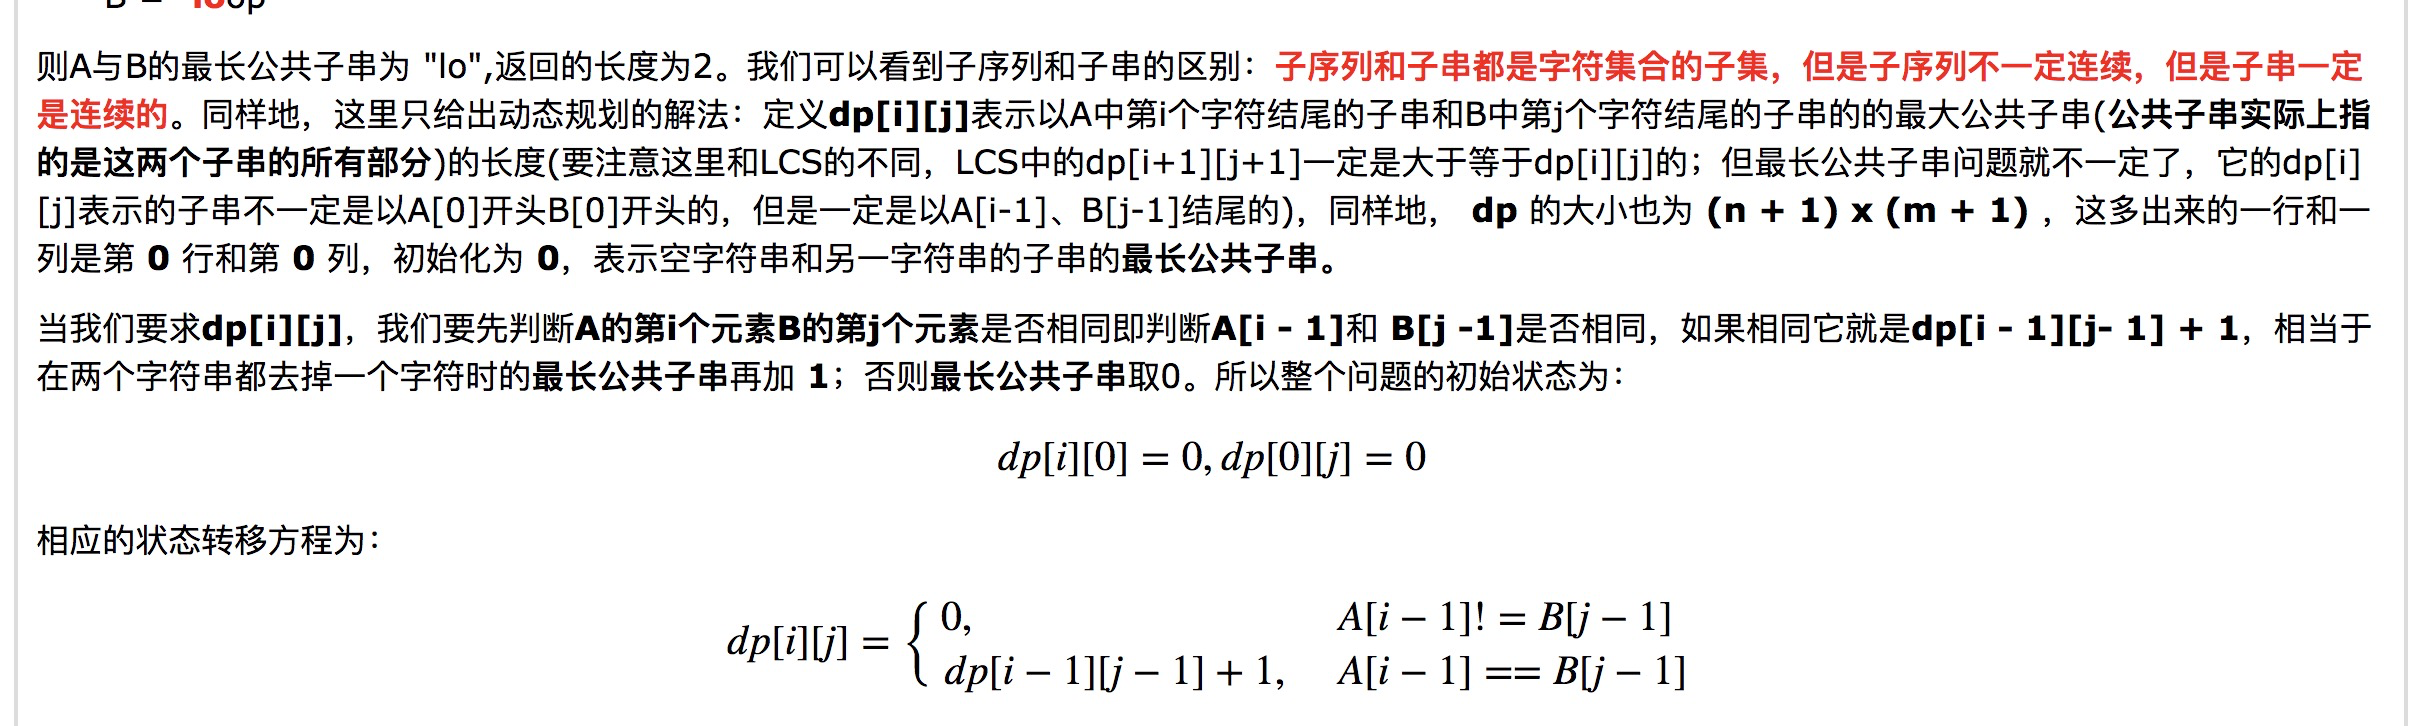 B = "loop
则A与B的最长公共子串为 "lo",返回的长度为2。我们可以看到子序列和子串的区别：子序列和子串都是字符集合的子集，但是子序列不一定连续，但是子串一定
是连续的。同样地，这里只给出动态规划的解法：定义dp[i][j]表示以A中第i个字符结尾的子串和B中第j个字符结尾的子串的的最大公共子串(公共子串实际上指
的是这两个子串的所有部分)的长度(要注意这里和LCS的不同，LCS中的dp[i+1][j+1]一定是大于等于dp[i][j]的；但最长公共子串问题就不一定了，它的dp[i]
[j]表示的子串不一定是以A[0]开头B[0]开头的，但是一定是以A[i-1]、B[j-1]结尾的)，同样地， dp 的大小也为 (n + 1) x (m + 1) ，这多出来的一行和一
列是第 0 行和第 0 列，初始化为 0，表示空字符串和另一字符串的子串的最长公共子串。
当我们要求dp[i][j]，我们要先判断A的第i个元素B的第j个元素是否相同即判断A[i - 1]和 B[j -1]是否相同，如果相同它就是dp[i - 1][j- 1] + 1，相当于
在两个字符串都去掉一个字符时的最长公共子串再加 1；否则最长公共子串取0。所以整个问题的初始状态为：
dp[i][0] = 0, dp[0][j] = 0
相应的状态转移方程为：
dp[i][j] = { 0, A[i − 1]! = B[j − 1]
dp[i − 1][j − 1] + 1, A[i − 1] == B[j − 1]